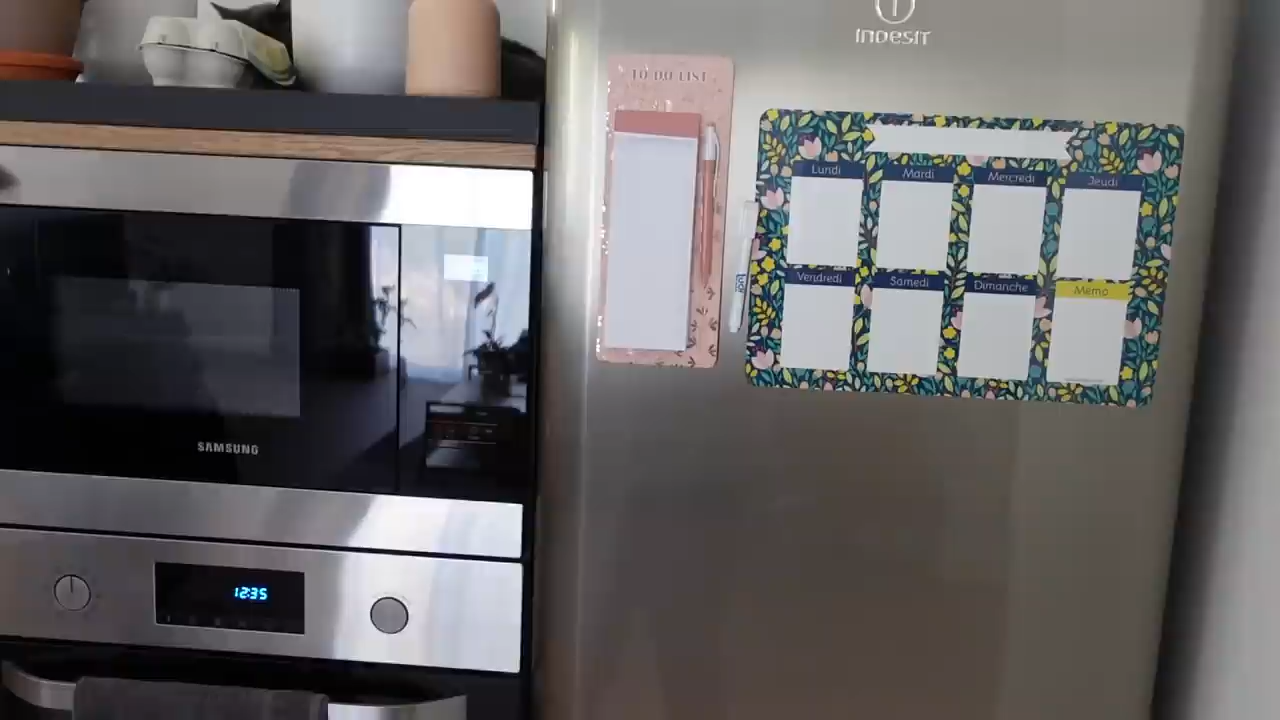 INDESIT
TO DO LIST
Lundi
Mardi
Mercredi
Jeudi
Vendredi
Samedi
Dimanche
Memo
SAMSUNG
12:35